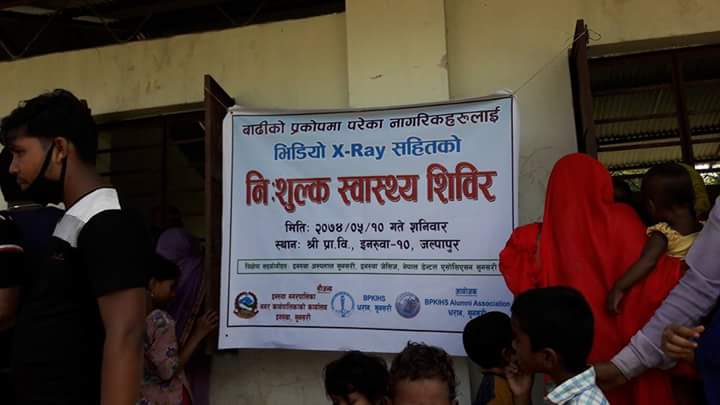 बाढीको प्रकोपमा परेका नागरिकहरुलाई
भिडियो X-Ray सहितको
निःशुल्क स्वास्थ्य शिविर
मितिः २०७४/०५/१० गते शनिवार
स्थानः श्री प्रा.वि., इनरुवा-१०, जल्पापुर
विशेष सहयोगीहरुः इनरुवा अस्पताल सुनसरी, इनरुवा जेसिज, नेपाल डेन्टल एसोसिएसन सुनसरी
सौजन्य
इनरुवा नगरपालिका
नगर कार्यपालिकाको कार्यालय
इनरुवा, सुनसरी
BPKIHS
धरान, सुनसरी
आयोजक
BPKIHS Alumni Association
धरान, सुनसरी